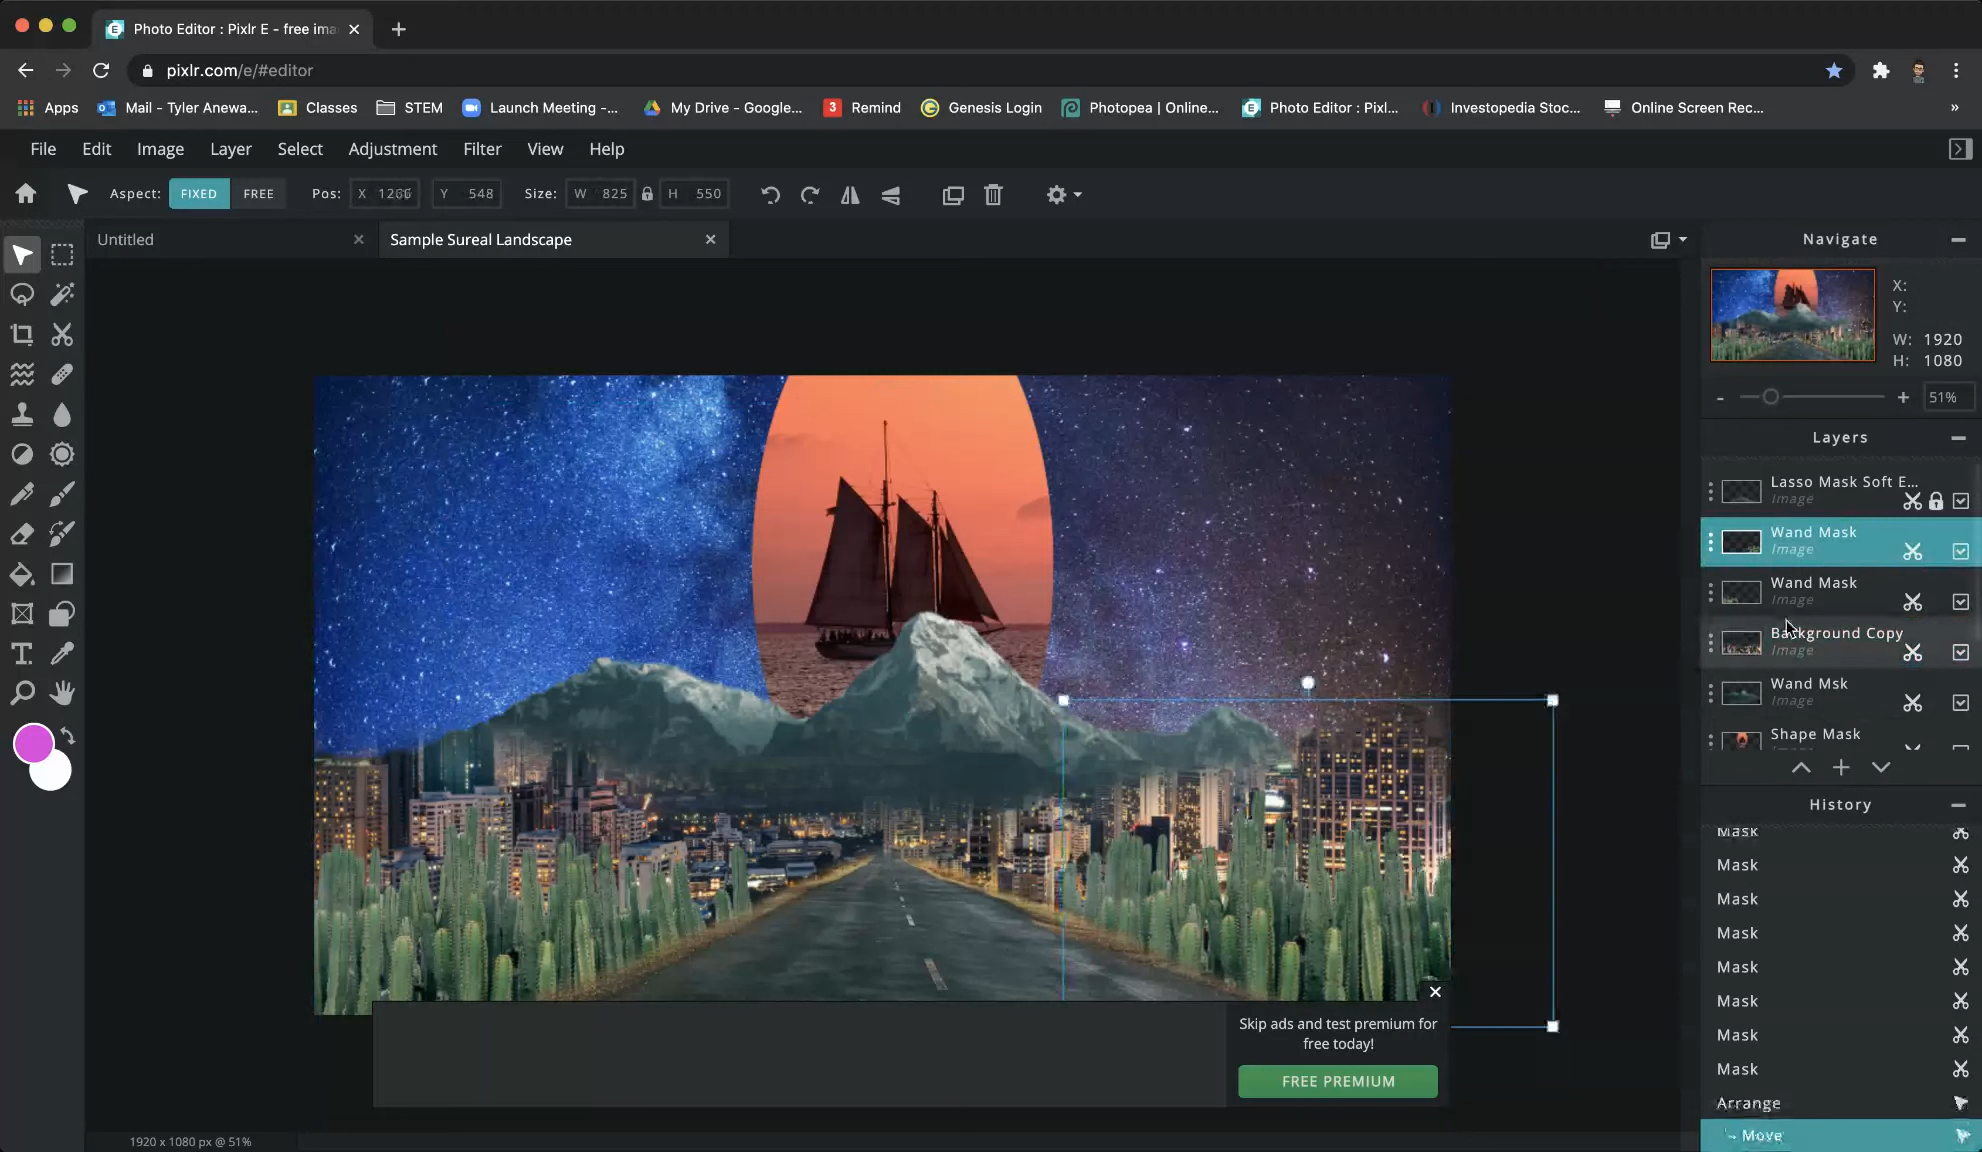 Photo Editor : Pixlr E - free ima
pixlr.com/e/#editor
Apps
Mail - Tyler Anewa...
Classes
STEM
Launch Meeting -...
My Drive - Google...
3 Remind
Genesis Login
Photopea | Online...
Photo Editor : Pixl...
Investopedia Stoc...
Online Screen Rec...
File Edit Image Layer Select Adjustment Filter View Help
Aspect: FIXED FREE Pos: X Y 548 Size: W 825 H 550
Untitled
Sample Sureal Landscape
Navigate
X:
Y:
W: 1920
H: 1080
- + 51%
Layers
Lasso Mask Soft E...
Image
Wand Mask
Image
Wand Mask
Image
Background Copy
Image
Wand Msk
Image
Shape Mask
History
Mask
Mask
Mask
Mask
Mask
Mask
Mask
Mask
Arrange
Move
Skip ads and test premium for
free today!
FREE PREMIUM
1920 x 1080 px @ 51%